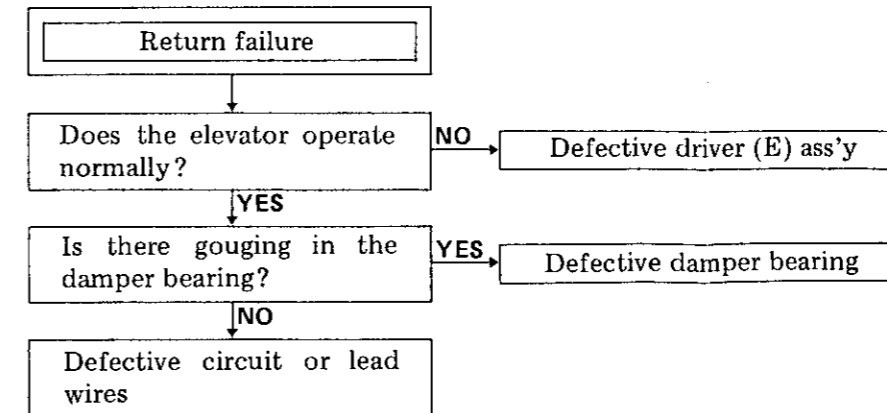 Return failure
Does the elevator operate
normally?
NO
Defective driver (E) ass'y
YES
Is there gouging in the
damper bearing?
YES
Defective damper bearing
NO
Defective circuit or lead
wires